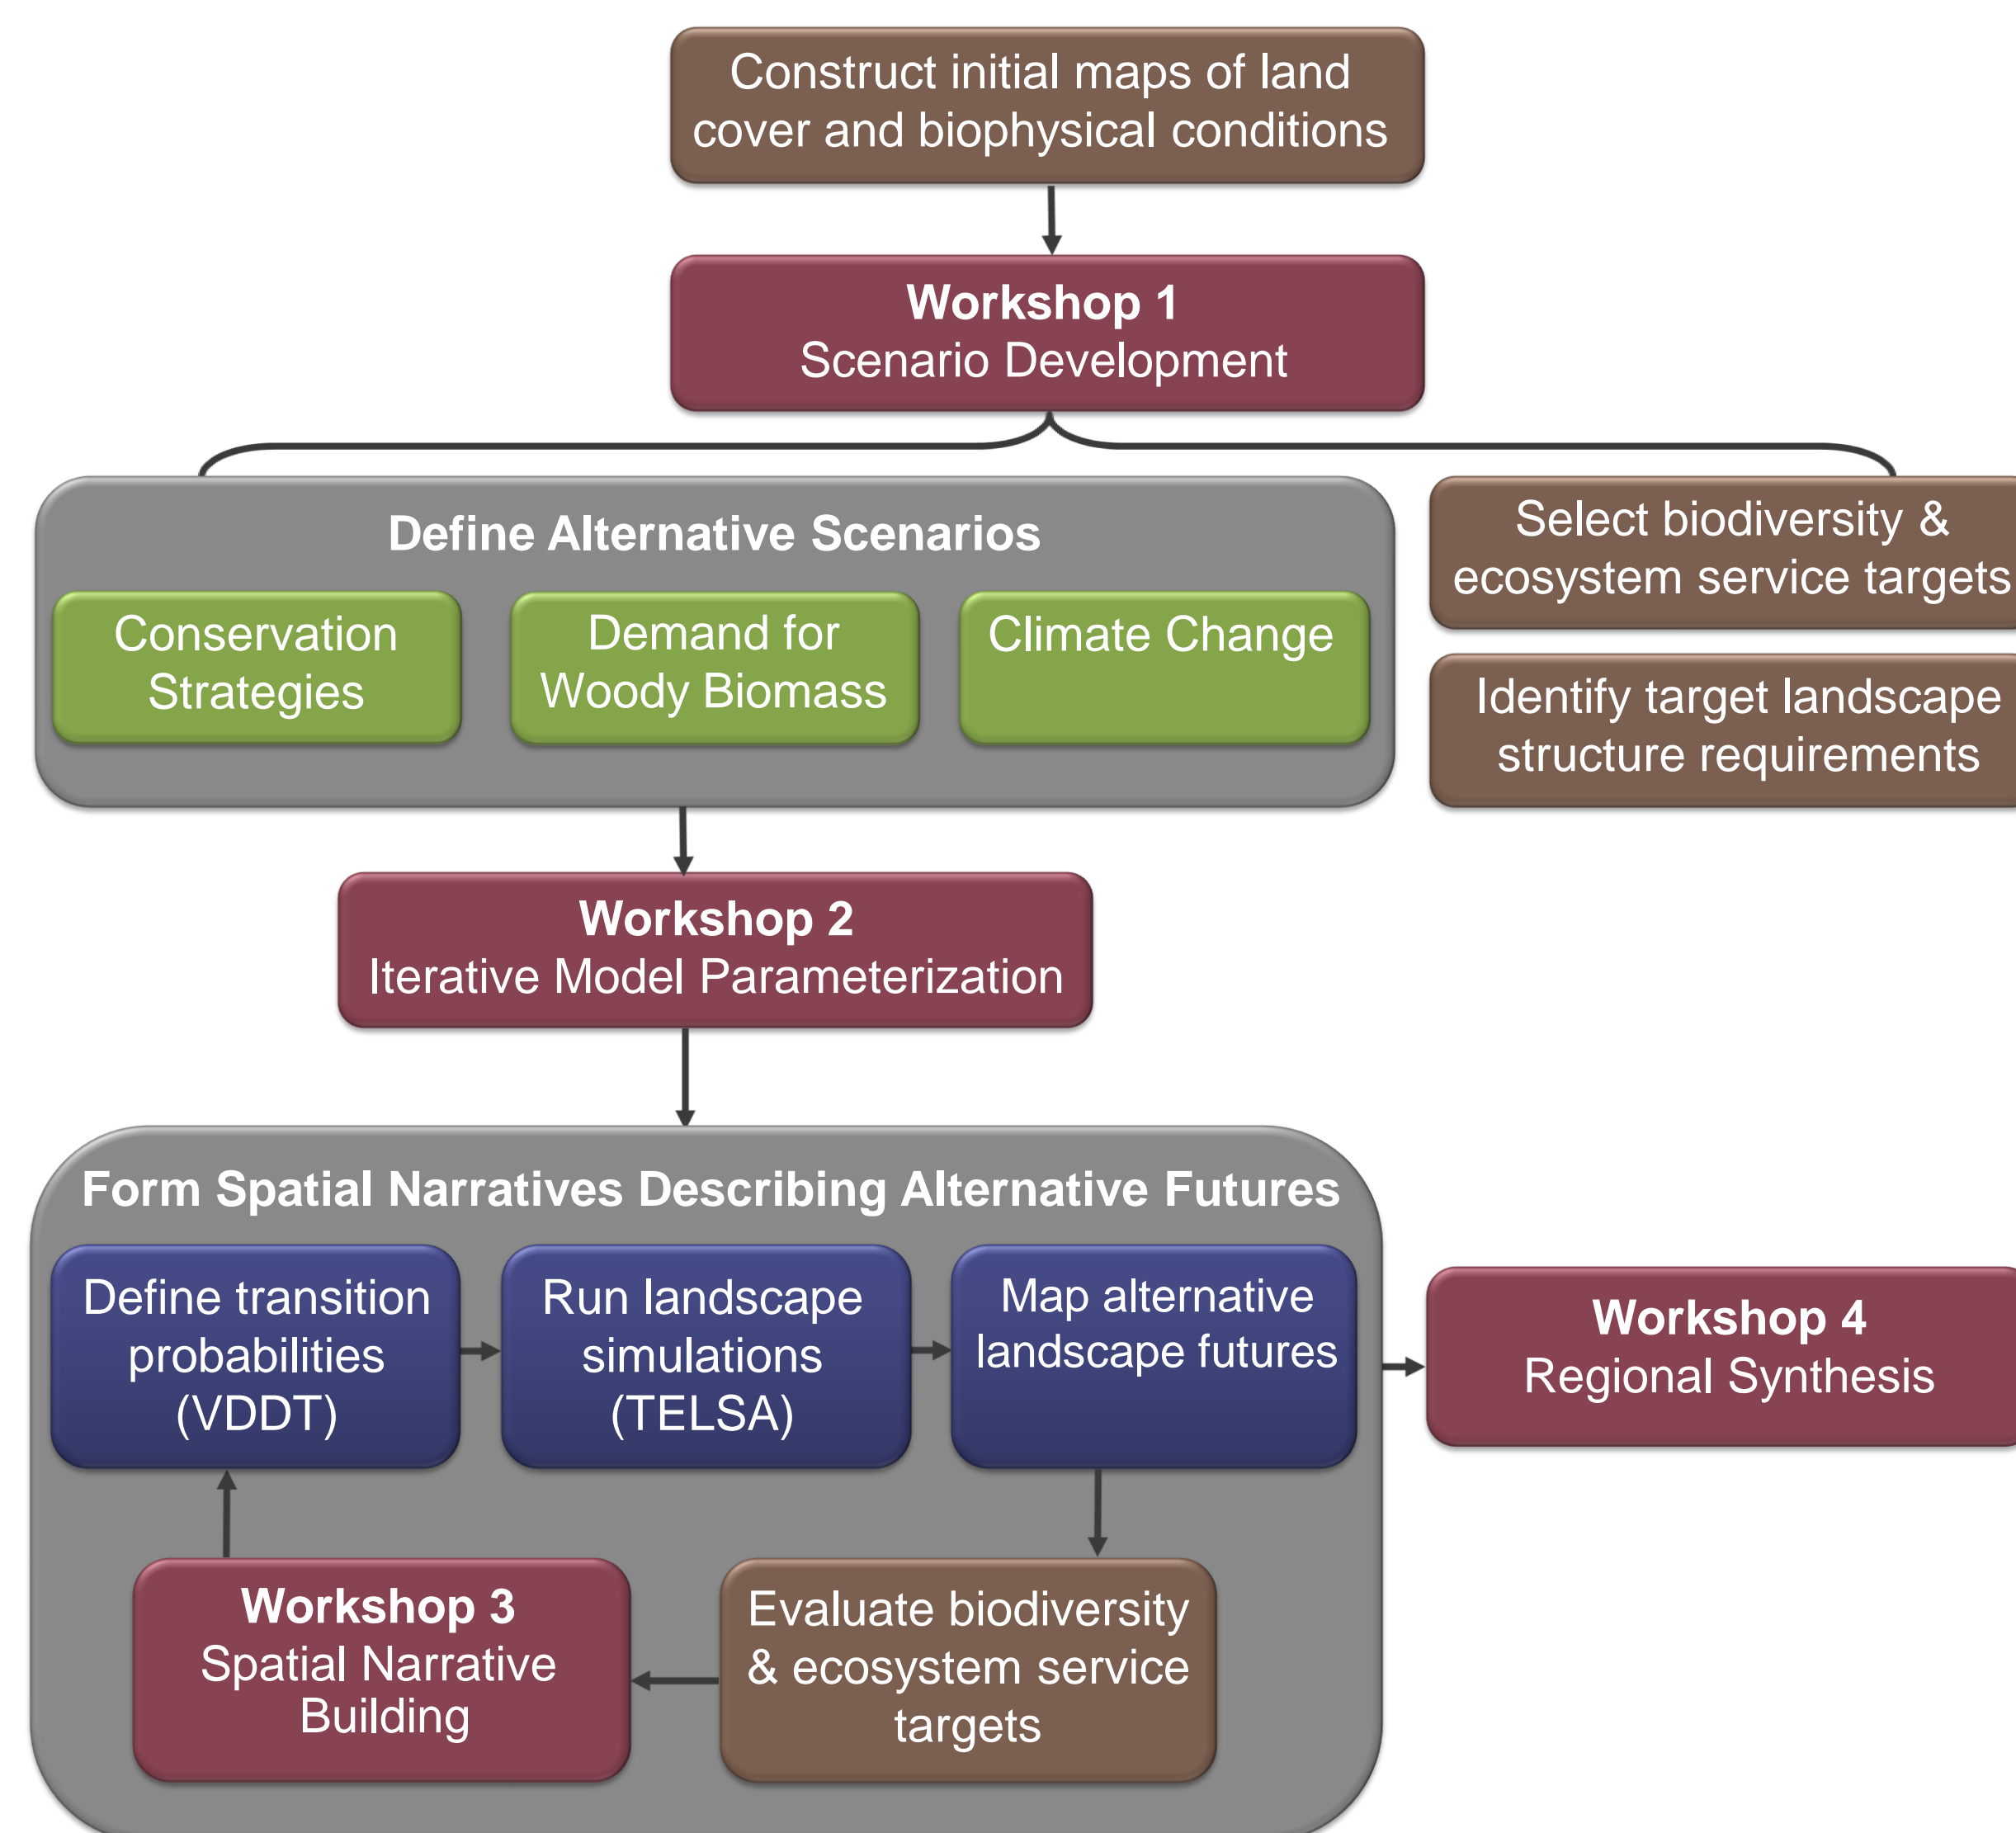 Construct initial maps of land
cover and biophysical conditions
Workshop 1
Scenario Development
Define Alternative Scenarios
Conservation
Strategies
Demand for
Woody Biomass
Climate Change
Select biodiversity &
ecosystem service targets
Identify target landscape
structure requirements
Workshop 2
Iterative Model Parameterization
Form Spatial Narratives Describing Alternative Futures
Define transition
probabilities
(VDDT)
Run landscape
simulations
(TELSA)
Map alternative
landscape futures
Workshop 4
Regional Synthesis
Workshop 3
Spatial Narrative
Building
Evaluate biodiversity
& ecosystem service
targets